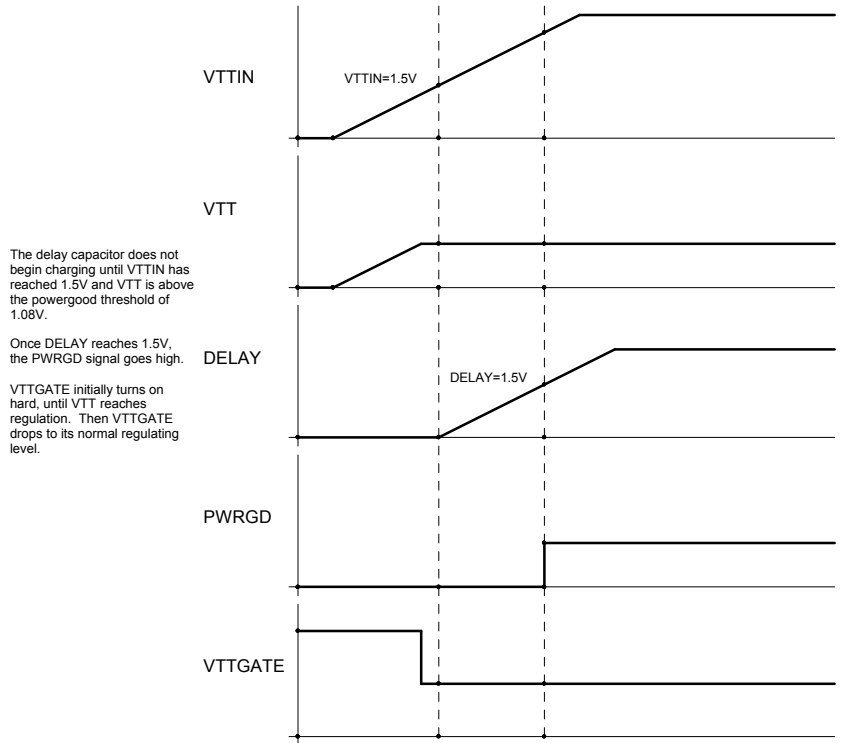 VTTIN
VTTIN=1.5V
VTT
The delay capacitor does not
begin charging until VTTIN has
reached 1.5V and VTT is above
the powergood threshold of
1.08V.
Once DELAY reaches 1.5V,
the PWRGD signal goes high.
VTTGATE initially turns on
hard, until VTT reaches
regulation. Then VTTGATE
drops to its normal regulating
level.
DELAY
DELAY=1.5V
PWRGD
VTTGATE